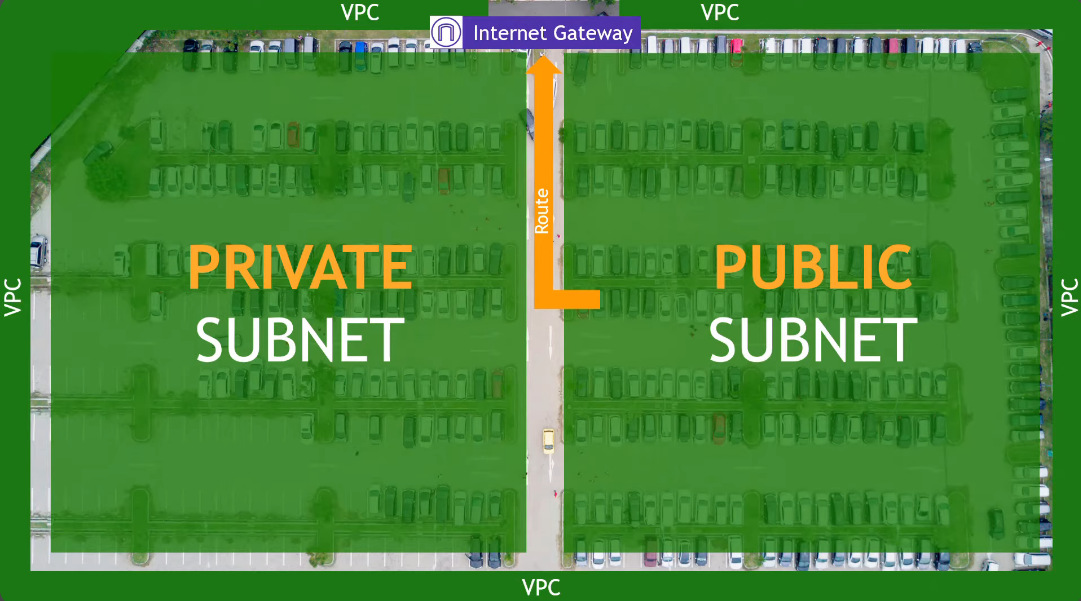 VPC
VPC
Internet Gateway
Route
PRIVATE
SUBNET
PUBLIC
SUBNET
VPC
VPC
VPC